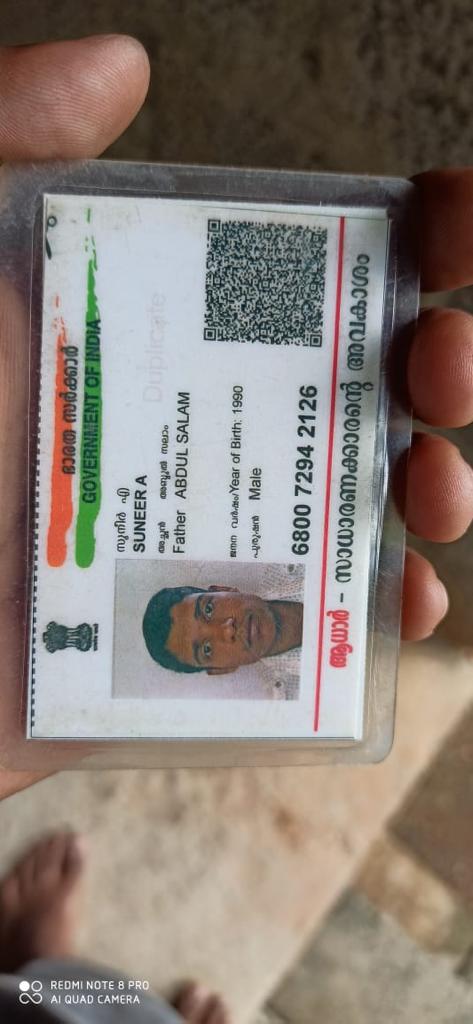 ഭാരത സർക്കാർ
GOVERNMENT OF INDIA
Duplicate
സുനീർ എ
SUNEER A
അച്ഛൻ അബ്ദുൽ സലാം
Father ABDUL SALAM
ജനന വർഷം/Year of Birth: 1990
പുരുഷൻ Male
6800 7294 2126
ആധാർ - സാധാരണക്കാരന്റെ അവകാശം
REDMI NOTE 8 PRO
AI QUAD CAMERA